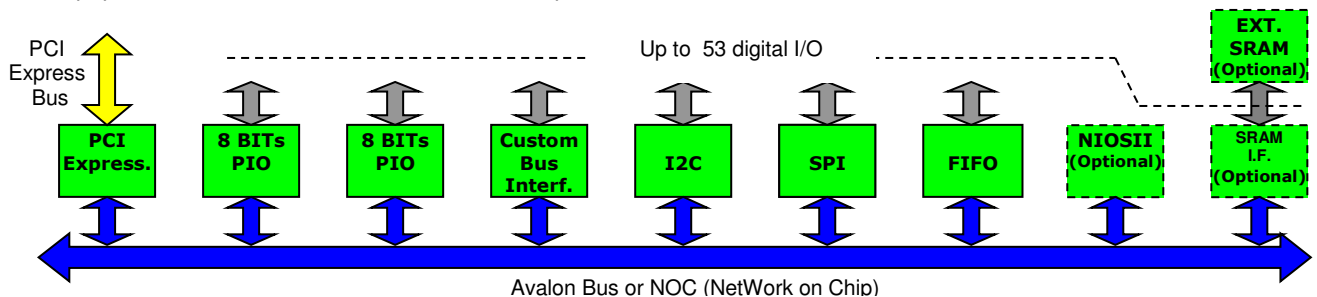 PCI
Express
Bus
Up to 53 digital I/O
EXT.
SRAM
(Optional)
PCI
Express.
8 BITs
PIO
8 BITs
PIO
Custom
Bus
Interf.
I2C
SPI
FIFO
NIOSII
(Optional)
SRAM
I.F.
(Optional)
Avalon Bus or NOC (NetWork on Chip)